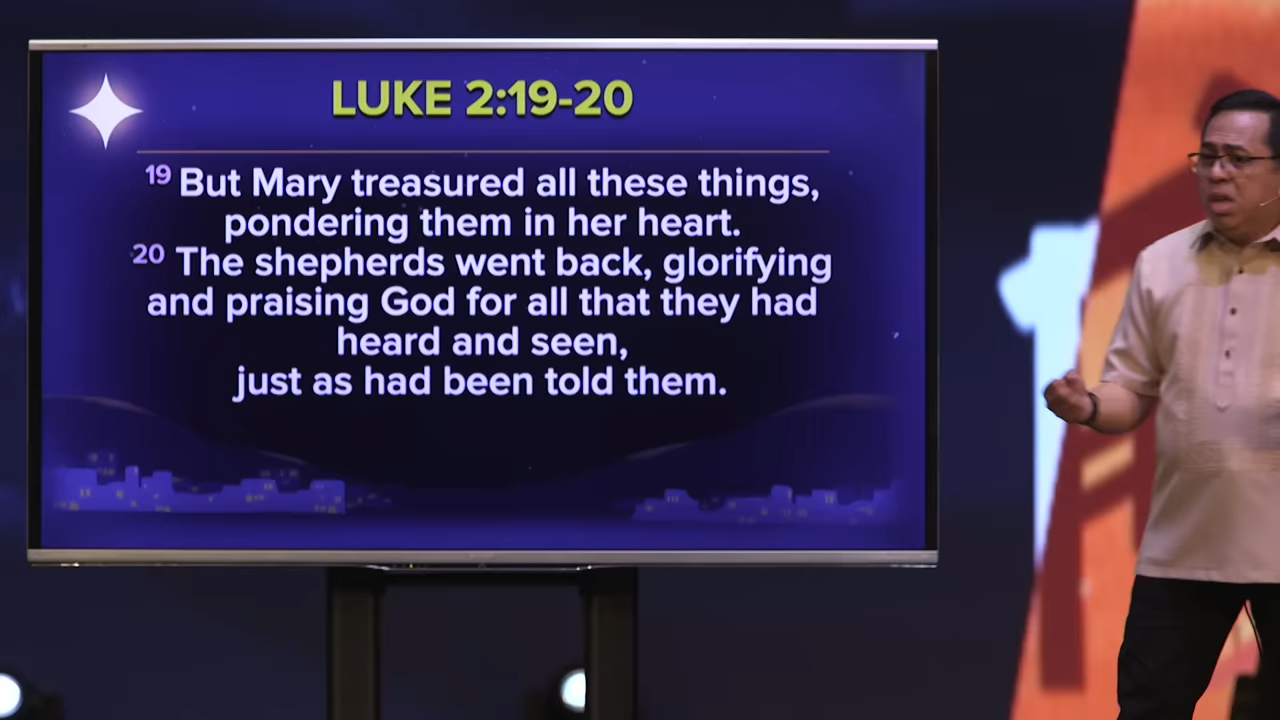 LUKE 2:19-20
19 But Mary treasured all these things,
pondering them in her heart.
20 The shepherds went back, glorifying
and praising God for all that they had
heard and seen,
just as had been told them.